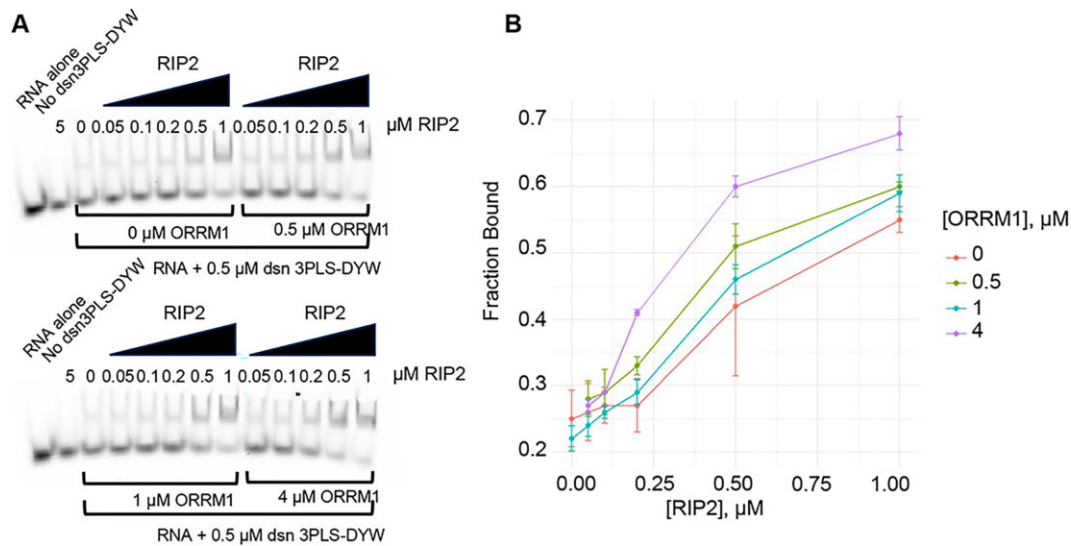 A
RNA alone
No dsn3PLS-DYW
RIP2
RIP2
5 0 0.05 0.1 0.2 0.5 1 0.05 0.1 0.2 0.5 1 µM RIP2
0 µM ORRM1
0.5 µM ORRM1
RNA + 0.5 µM dsn 3PLS-DYW
RNA alone
No dsn3PLS-DYW
RIP2
RIP2
5 0 0.05 0.1 0.2 0.5 1 0.05 0.1 0.2 0.5 1 µM RIP2
1 µM ORRM1
4 µM ORRM1
RNA + 0.5 µM dsn 3PLS-DYW
B
Fraction Bound
0.7
0.6
0.5
0.4
0.3
0.2
0.00 0.25 0.50 0.75 1.00
[RIP2], µM
[ORRM1], µM
0
0.5
1
4